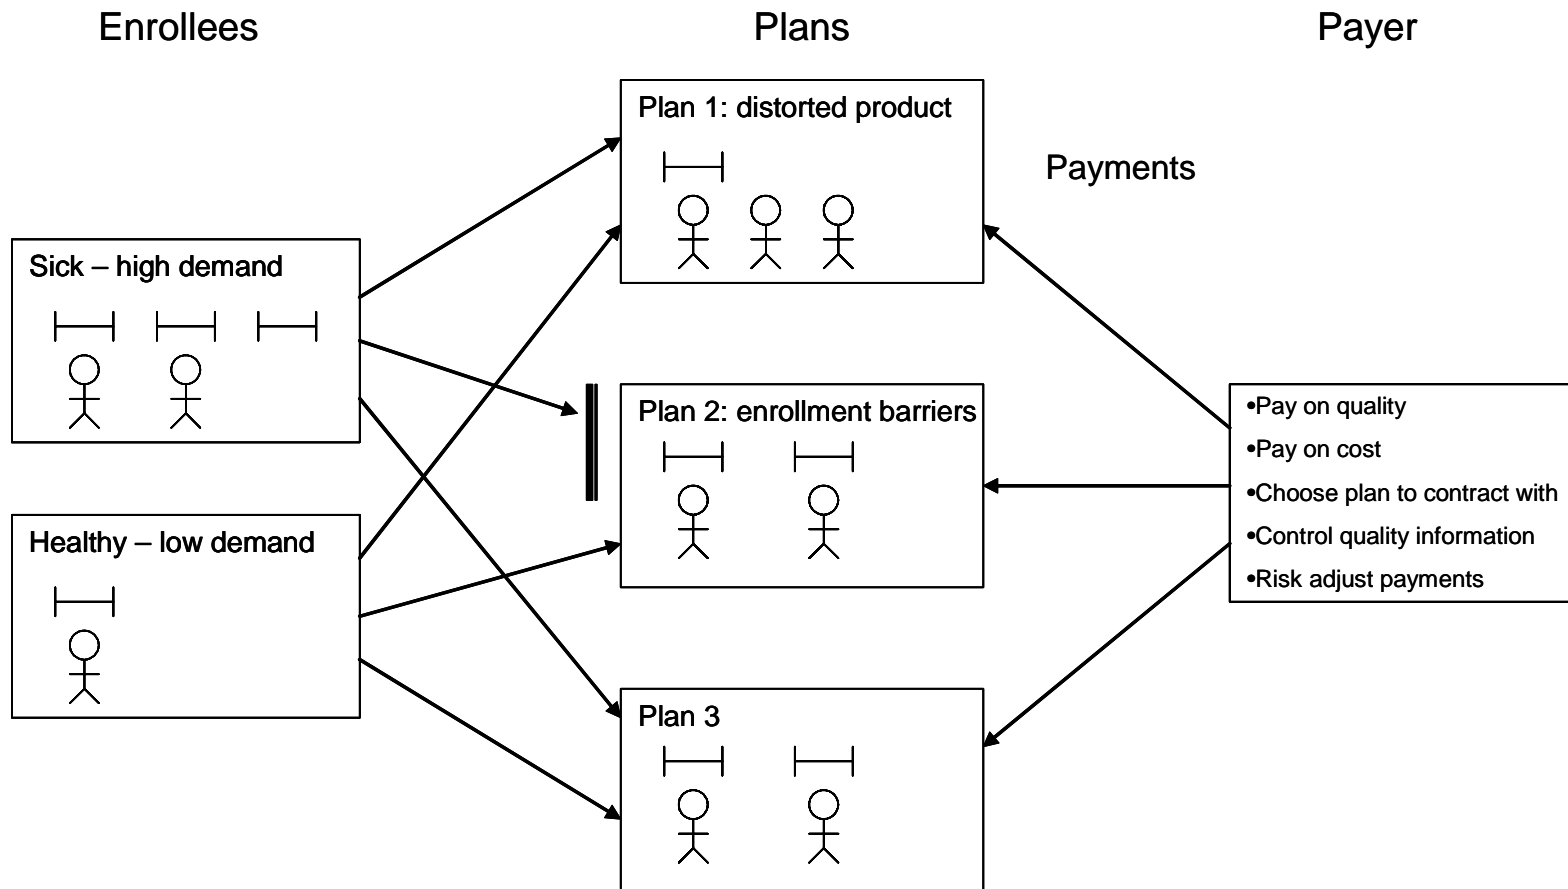 Enrollees
Plans
Payer
Plan 1: distorted product
Payments
Sick – high demand
Plan 2: enrollment barriers
•Pay on quality
•Pay on cost
•Choose plan to contract with
•Control quality information
•Risk adjust payments
Healthy – low demand
Plan 3